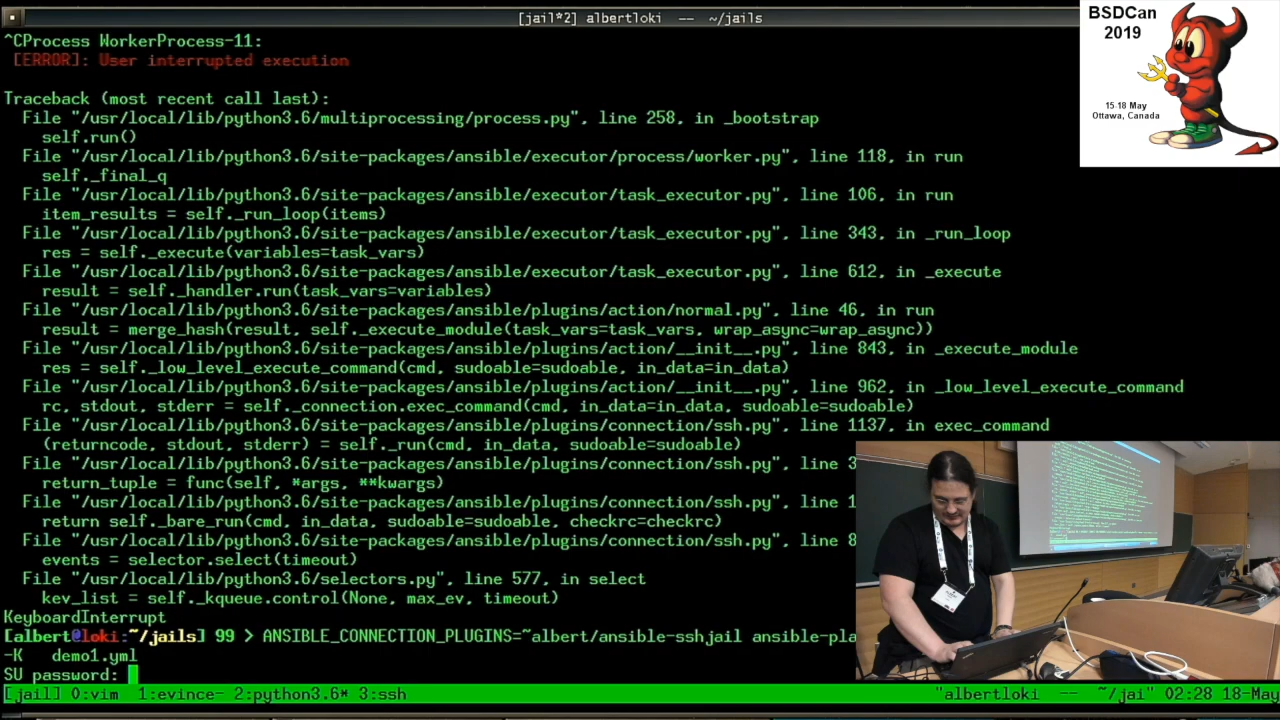 [jail*2] albertloki  --  ~/jails
^CProcess WorkerProcess-11:
 [ERROR]: User interrupted execution
Traceback (most recent call last):
  File "/usr/local/lib/python3.6/multiprocessing/process.py", line 258, in _bootstrap
    self.run()
  File "/usr/local/lib/python3.6/site-packages/ansible/executor/process/worker.py", line 118, in run
    self._final_q
  File "/usr/local/lib/python3.6/site-packages/ansible/executor/task_executor.py", line 106, in run
    item_results = self._run_loop(items)
  File "/usr/local/lib/python3.6/site-packages/ansible/executor/task_executor.py", line 343, in _run_loop
    res = self._execute(variables=task_vars)
  File "/usr/local/lib/python3.6/site-packages/ansible/executor/task_executor.py", line 612, in _execute
    result = self._handler.run(task_vars=variables)
  File "/usr/local/lib/python3.6/site-packages/ansible/plugins/action/normal.py", line 46, in run
    result = merge_hash(result, self._execute_module(task_vars=task_vars, wrap_async=wrap_async))
  File "/usr/local/lib/python3.6/site-packages/ansible/plugins/action/__init__.py", line 843, in _execute_module
    res = self._low_level_execute_command(cmd, sudoable=sudoable, in_data=in_data)
  File "/usr/local/lib/python3.6/site-packages/ansible/plugins/action/__init__.py", line 962, in _low_level_execute_command
    rc, stdout, stderr = self._connection.exec_command(cmd, in_data=in_data, sudoable=sudoable)
  File "/usr/local/lib/python3.6/site-packages/ansible/plugins/connection/ssh.py", line 1137, in exec_command
    (returncode, stdout, stderr) = self._run(cmd, in_data, sudoable=sudoable)
  File "/usr/local/lib/python3.6/site-packages/ansible/plugins/connection/ssh.py", line 3
    return_tuple = func(self, *args, **kwargs)
  File "/usr/local/lib/python3.6/site-packages/ansible/plugins/connection/ssh.py", line 1
    return self._bare_run(cmd, in_data, sudoable=sudoable, checkrc=checkrc)
  File "/usr/local/lib/python3.6/site-packages/ansible/plugins/connection/ssh.py", line 8
    events = selector.select(timeout)
  File "/usr/local/lib/python3.6/selectors.py", line 577, in select
    kev_list = self._kqueue.control(None, max_ev, timeout)
KeyboardInterrupt
[albert@loki:~/jails] 99 > ANSIBLE_CONNECTION_PLUGINS=~albert/ansible-sshjail ansible-pla
-K   demo1.yml
SU password:
[jail] 0:vim  1:evince- 2:python3.6* 3:ssh
"albertloki  --  ~/jai" 02:28 18-May
BSDCan
2019
15-18 May
Ottawa, Canada